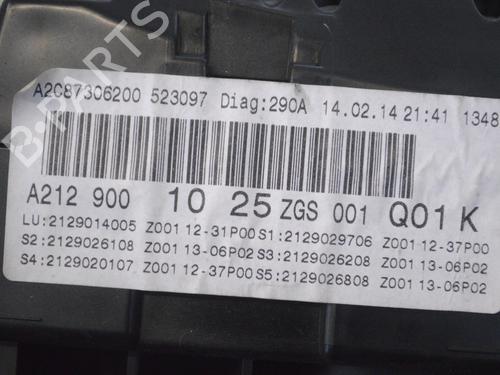 A2C87306200 523097 Diag:290A 14.02.14 21:41 1348
A212 900 10 25 ZGS 001 Q01 K
LU:2129014005 Z001 12-31P00 S1:2129029706 Z001 12-37P00
S2:2129026108 Z001 13-06P02 S3:2129026208 Z001 13-06P02
S4:2129020107 Z001 12-37P00 S5:2129026808 Z001 13-06P02
B-PARTS